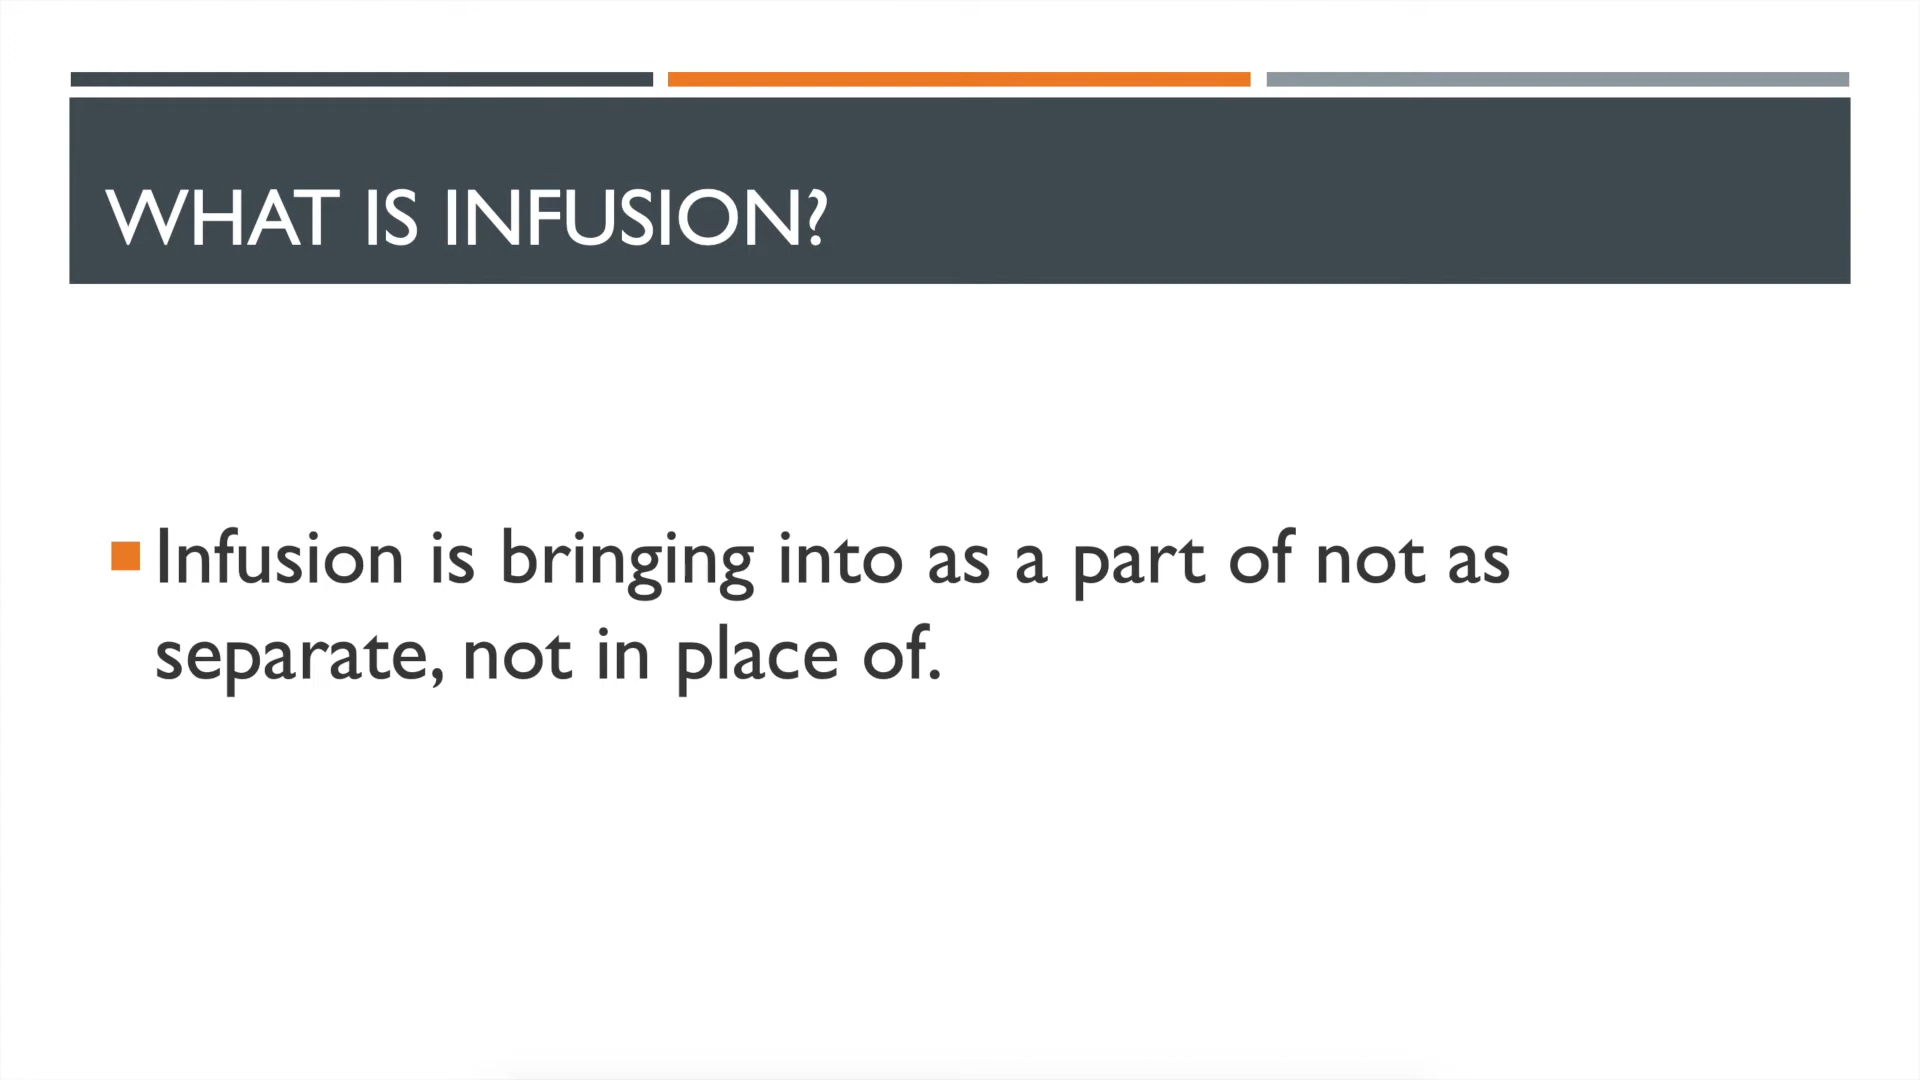 WHAT IS INFUSION?
Infusion is bringing into as a part of not as
separate, not in place of.